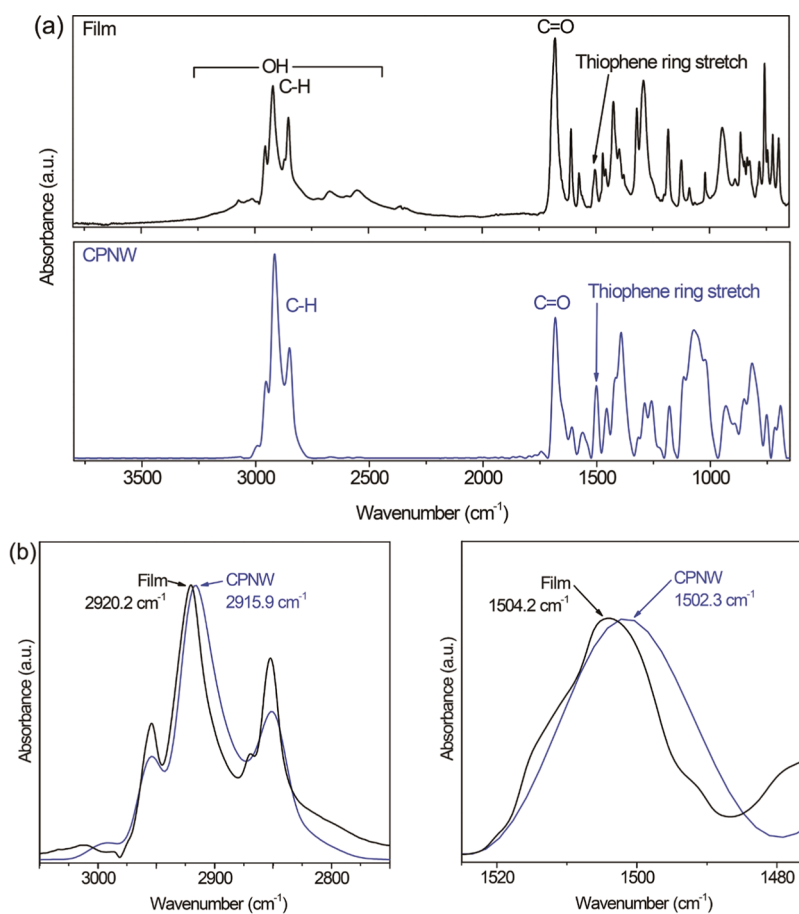 (a)
Film
OH
C-H
C=O
Thiophene ring stretch
CPNW
C-H
C=O
Thiophene ring stretch
Absorbance (a.u.)
3500 3000 2500 2000 1500 1000
Wavenumber (cm⁻¹)
(b)
Film
2920.2 cm⁻¹
CPNW
2915.9 cm⁻¹
Absorbance (a.u.)
3000 2900 2800
Wavenumber (cm⁻¹)
Film
1504.2 cm⁻¹
CPNW
1502.3 cm⁻¹
Absorbance (a.u.)
1520 1500 1480
Wavenumber (cm⁻¹)